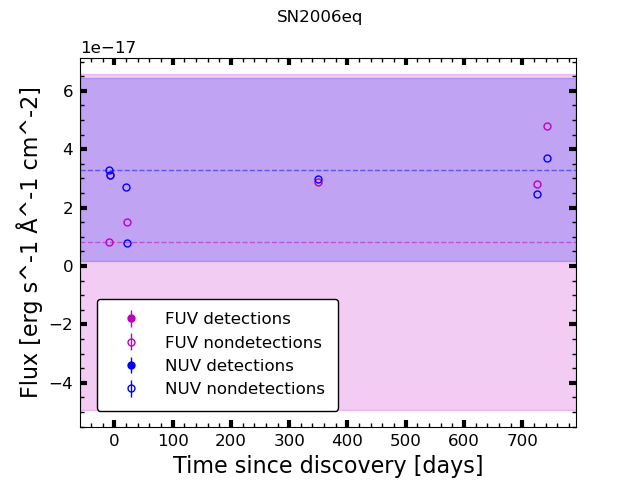 SN2006eq
1e−17
6
4
2
0
−2
−4
Flux [erg s^-1 Å^-1 cm^-2]
FUV detections
FUV nondetections
NUV detections
NUV nondetections
0 100 200 300 400 500 600 700
Time since discovery [days]